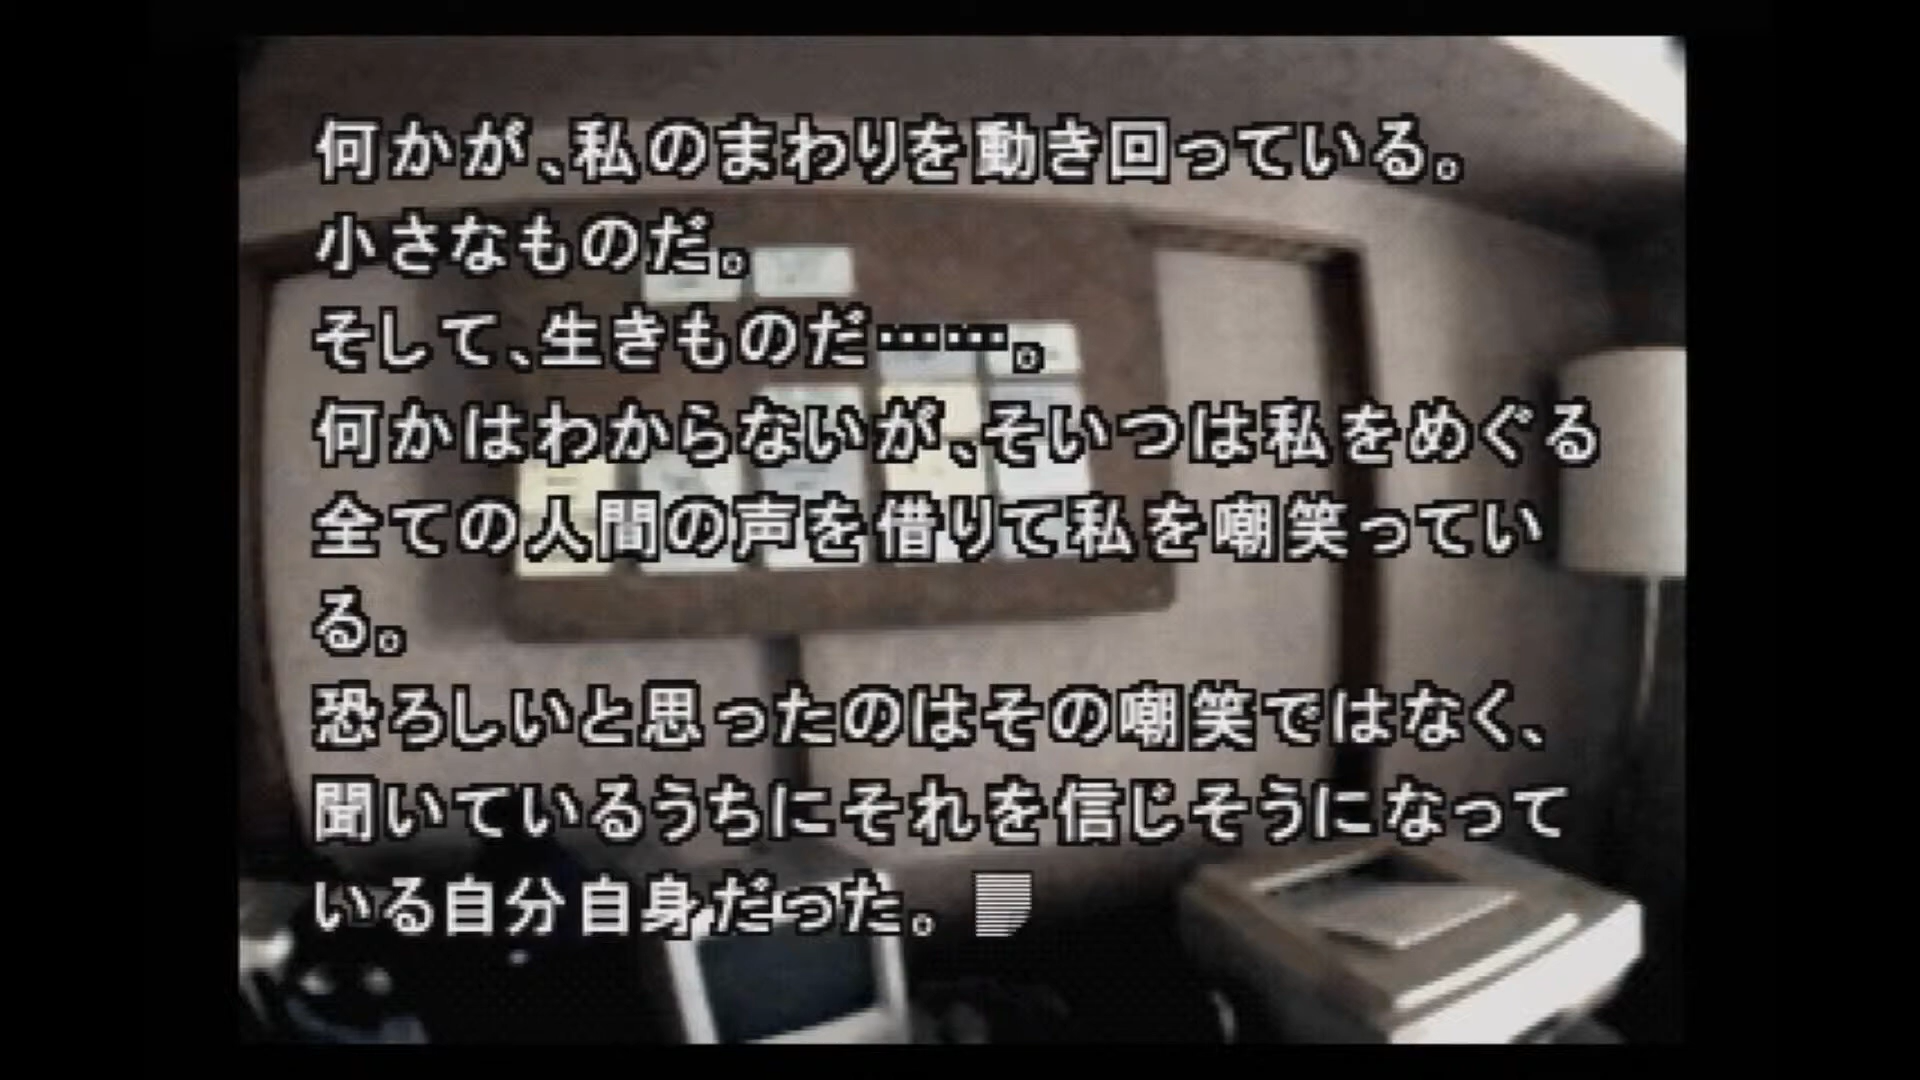 何かが、私のまわりを動き回っている。
小さなものだ。
そして、生きものだ……。
何かはわからないが、そいつは私をめぐる
全ての人間の声を借りて私を嘲笑ってい
る。
恐ろしいと思ったのはその嘲笑ではなく、
聞いているうちにそれを信じそうになって
いる自分自身だった。